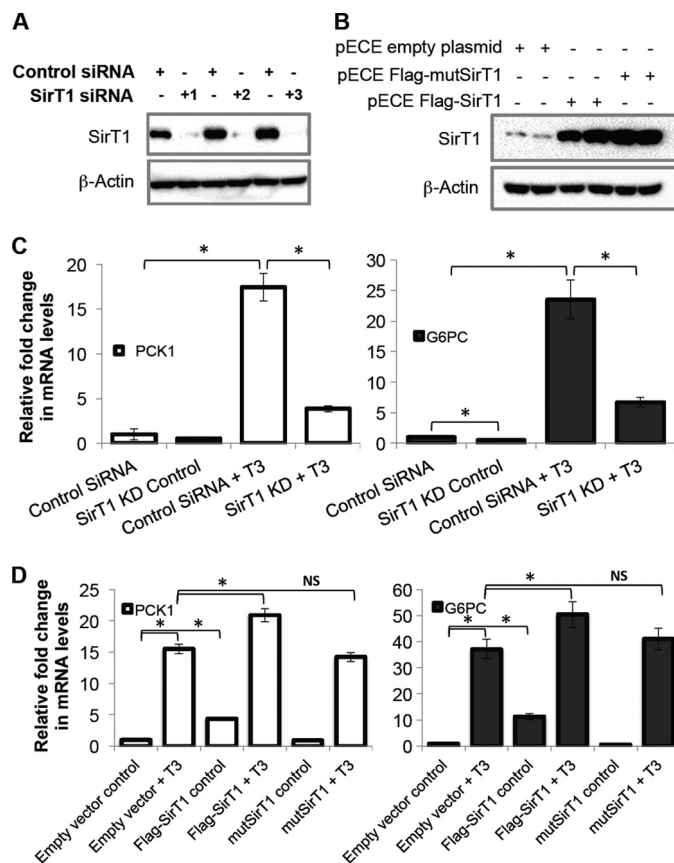 A
Control siRNA + - + - + -
SirT1 siRNA - +1 - +2 - +3
SirT1
β-Actin
B
pECE empty plasmid + + - - - -
pECE Flag-mutSirT1 - - - - + +
pECE Flag-SirT1 - - + + - -
SirT1
β-Actin
C
Relative fold change
in mRNA levels
20
15
10
5
0
PCK1
*
*
Control SiRNA
SirT1 KD Control
Control SiRNA + T3
SirT1 KD + T3
30
25
20
15
10
5
0
G6PC
*
*
*
Control SiRNA
SirT1 KD Control
Control SiRNA + T3
SirT1 KD + T3
D
Relative fold change
in mRNA levels
25
20
15
10
5
0
PCK1
*
*
*
NS
Empty vector control
Empty vector + T3
Flag-SirT1 control
Flag-SirT1 + T3
mutSirT1 control
mutSirT1 + T3
60
50
40
30
20
10
0
G6PC
*
*
*
NS
Empty vector control
Empty vector + T3
Flag-SirT1 control
Flag-SirT1 + T3
mutSirT1 control
mutSirT1 + T3